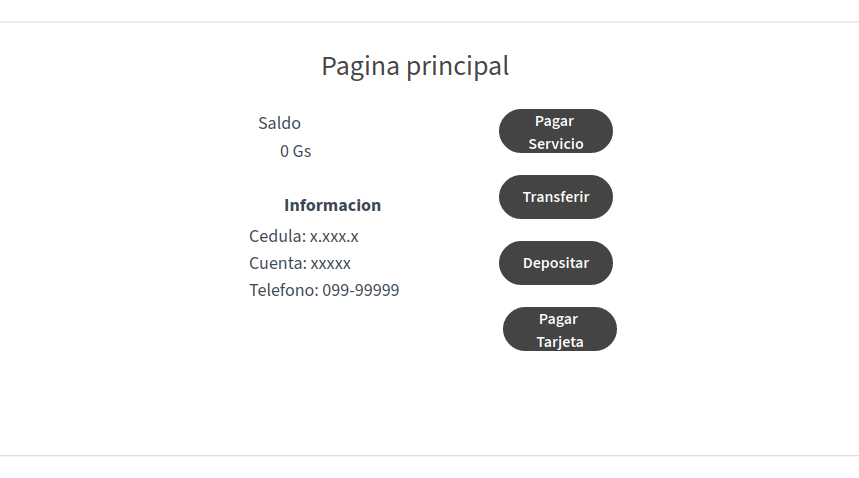 Pagina principal
Saldo
0 Gs
Informacion
Cedula: x.xxx.x
Cuenta: xxxxx
Telefono: 099-99999
Pagar
Servicio
Transferir
Depositar
Pagar
Tarjeta